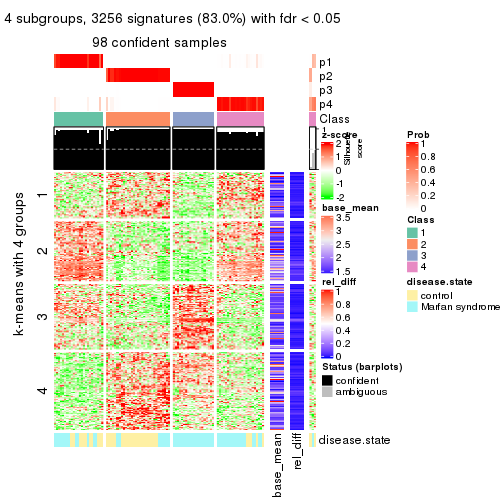 4 subgroups, 3256 signatures (83.0%) with fdr < 0.05
98 confident samples
p1
p2
p3
p4
Class
1
Silhouette
score
k-means with 4 groups
1
2
3
4
disease.state
base_mean
rel_diff
z-score
2
1
0
-1
-2
base_mean
3.5
3
2.5
2
1.5
rel_diff
1
0.8
0.6
0.4
0.2
0
Status (barplots)
confident
ambiguous
Prob
1
0.8
0.6
0.4
0.2
0
Class
1
2
3
4
disease.state
control
Marfan syndrome